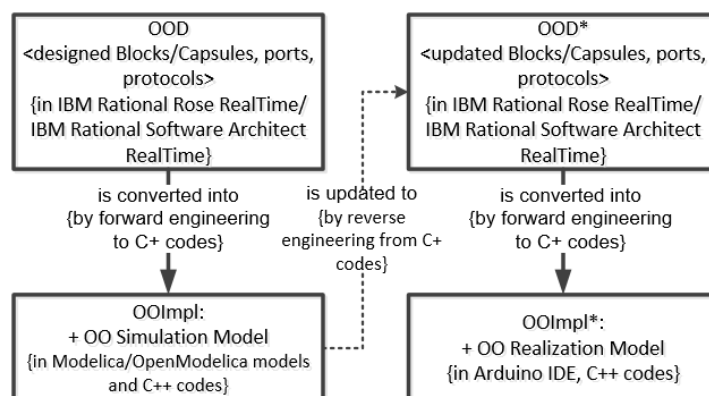 OOD
<designed Blocks/Capsules, ports,
protocols>
{in IBM Rational Rose RealTime/
IBM Rational Software Architect
RealTime}
OOD*
<updated Blocks/Capsules, ports,
protocols>
{in IBM Rational Rose RealTime/
IBM Rational Software Architect
RealTime}
is converted into
{by forward engineering
to C+ codes}
is updated to
{by reverse
engineering from C+
codes}
is converted into
{by forward engineering
to C+ codes}
OOImpl:
+ OO Simulation Model
{in Modelica/OpenModelica models
and C++ codes}
OOImpl*:
+ OO Realization Model
{in Arduino IDE, C++ codes}